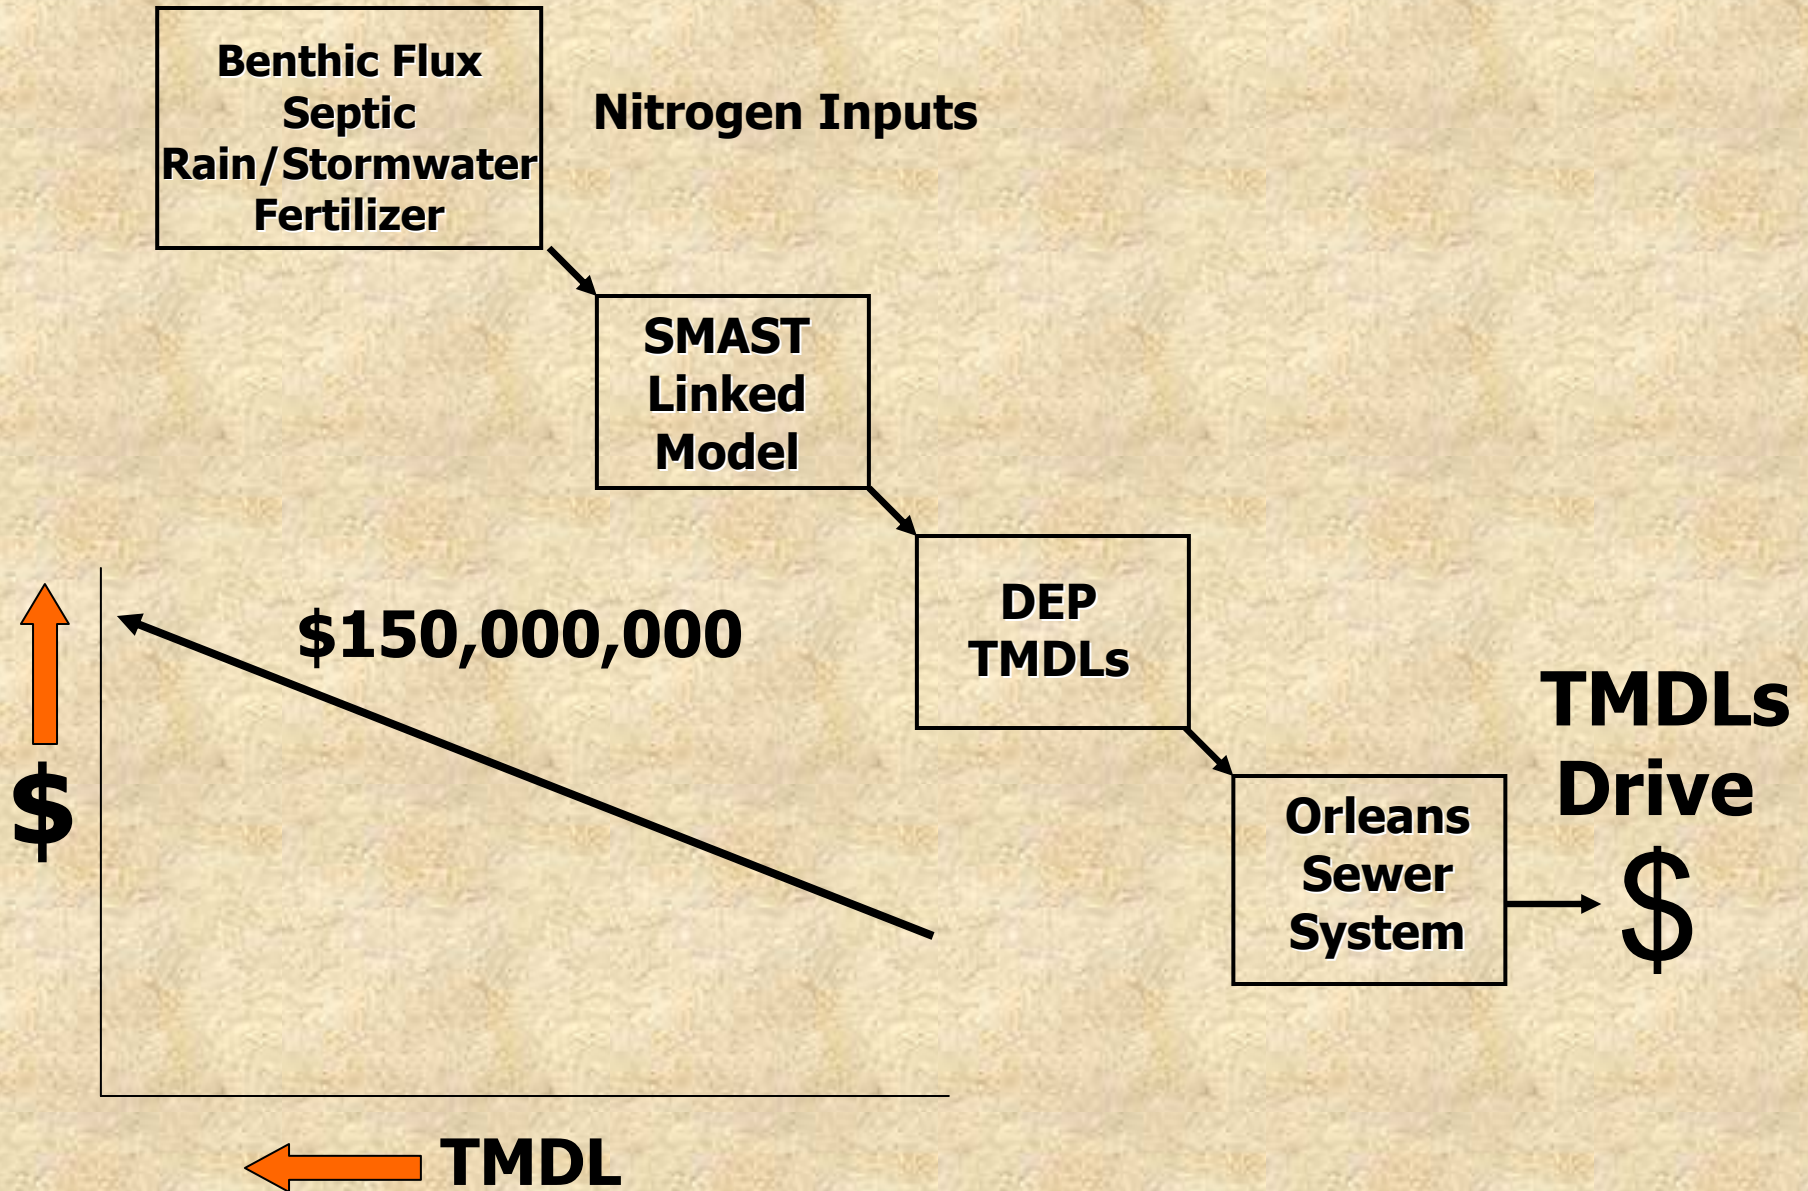 Benthic Flux
Septic
Rain/Stormwater
Fertilizer
Nitrogen Inputs
SMAST
Linked
Model
DEP
TMDLs
Orleans
Sewer
System
TMDLs
Drive
$
$150,000,000
$
TMDL